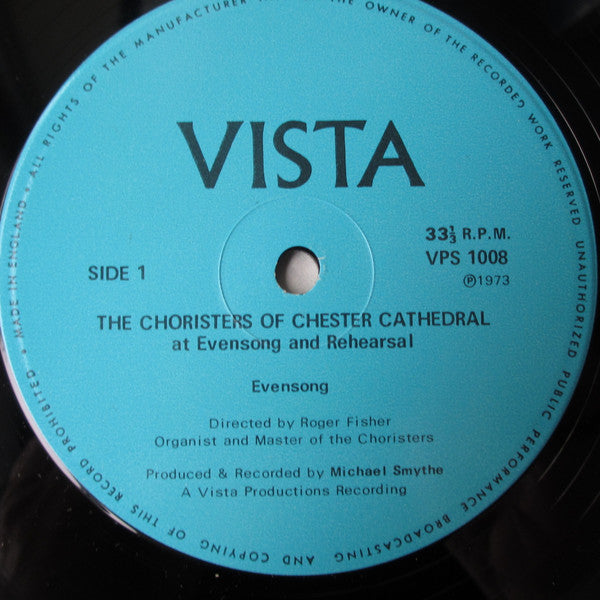 VISTA
33⅓ R.P.M.
SIDE 1
VPS 1008
℗1973
THE CHORISTERS OF CHESTER CATHEDRAL
at Evensong and Rehearsal
Evensong
Directed by Roger Fisher
Organist and Master of the Choristers
Produced & Recorded by Michael Smythe
A Vista Productions Recording
MADE IN ENGLAND • ALL RIGHTS OF THE MANUFACTURER THE OWNER OF THE RECORDED WORK RESERVED UNAUTHORIZED PUBLIC PERFORMANCE BROADCASTING AND COPYING OF THIS RECORD PROHIBITED •